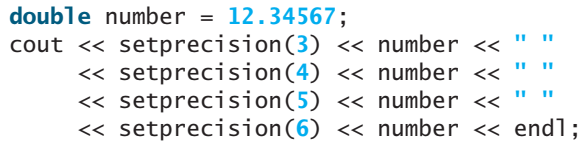 double number = 12.34567;
cout << setprecision(3) << number << " "
     << setprecision(4) << number << " "
     << setprecision(5) << number << " "
     << setprecision(6) << number << endl;